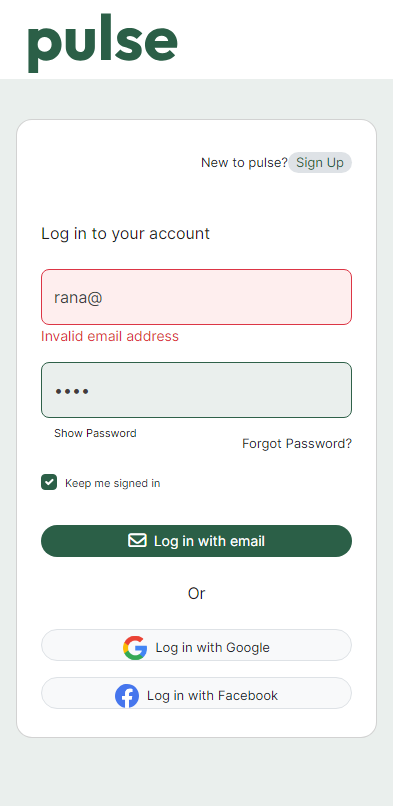 pulse
New to pulse? Sign Up
Log in to your account
rana@
Invalid email address
••••
Show Password
Forgot Password?
Keep me signed in
Log in with email
Or
Log in with Google
Log in with Facebook